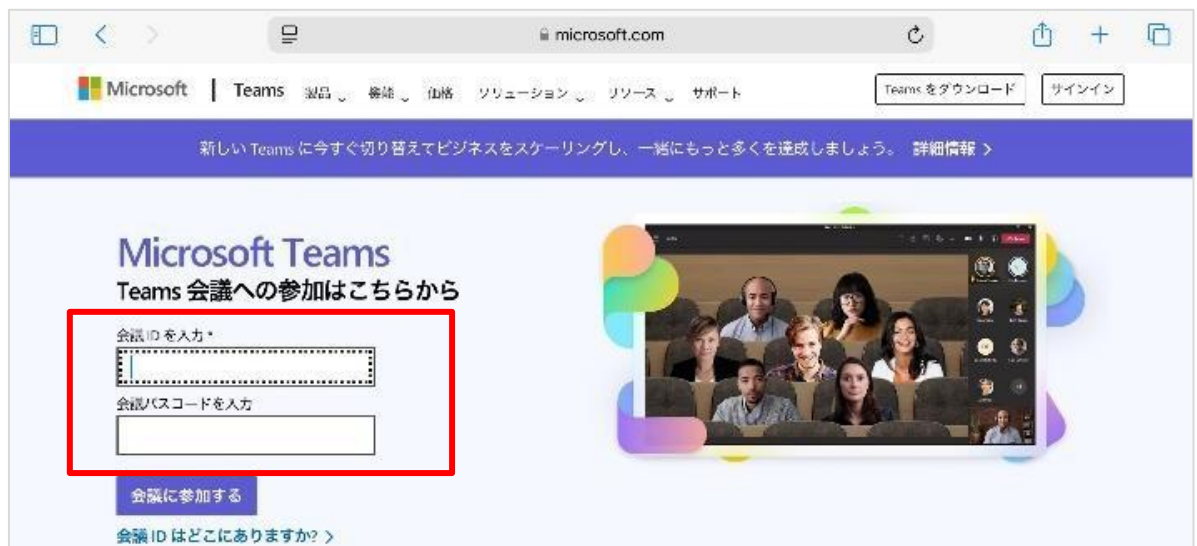 microsoft.com
Microsoft | Teams 製品 機能 価格 ソリューション リソース サポート Teams をダウンロード サインイン
新しい Teams に今すぐ切り替えてビジネスをスケーリングし、一緒にもっと多くを達成しましょう。 詳細情報 >
Microsoft Teams
Teams 会議への参加はこちらから
会議 ID を入力 *
会議パスコードを入力
会議に参加する
会議 ID はどこにありますか? >